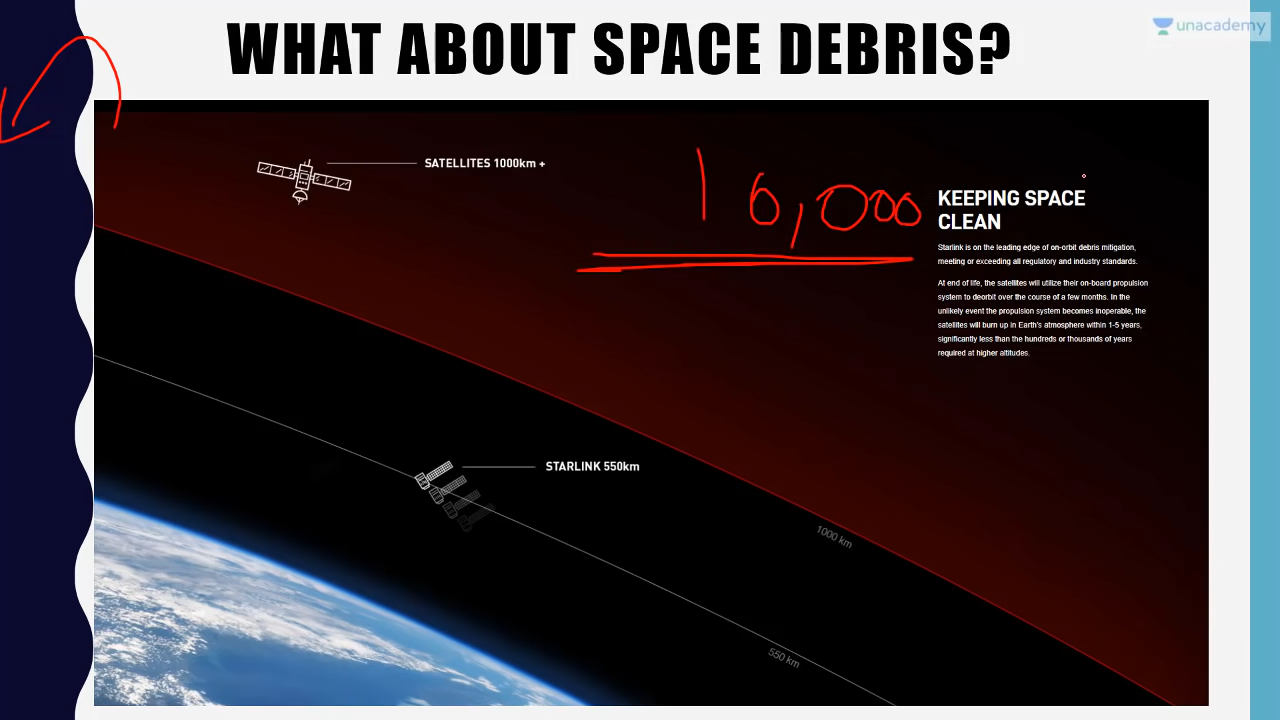 WHAT ABOUT SPACE DEBRIS?
unacademy
SATELLITES 1000km +
10,000
KEEPING SPACE
CLEAN
Starlink is on the leading edge of on-orbit debris mitigation,
meeting or exceeding all regulatory and industry standards.
At end of life, the satellites will utilize their on-board propulsion
system to deorbit over the course of a few months. In the
unlikely event the propulsion system becomes inoperable, the
satellites will burn up in Earth's atmosphere within 1-5 years,
significantly less than the hundreds or thousands of years
required at higher altitudes.
STARLINK 550km
1000 km
550 km